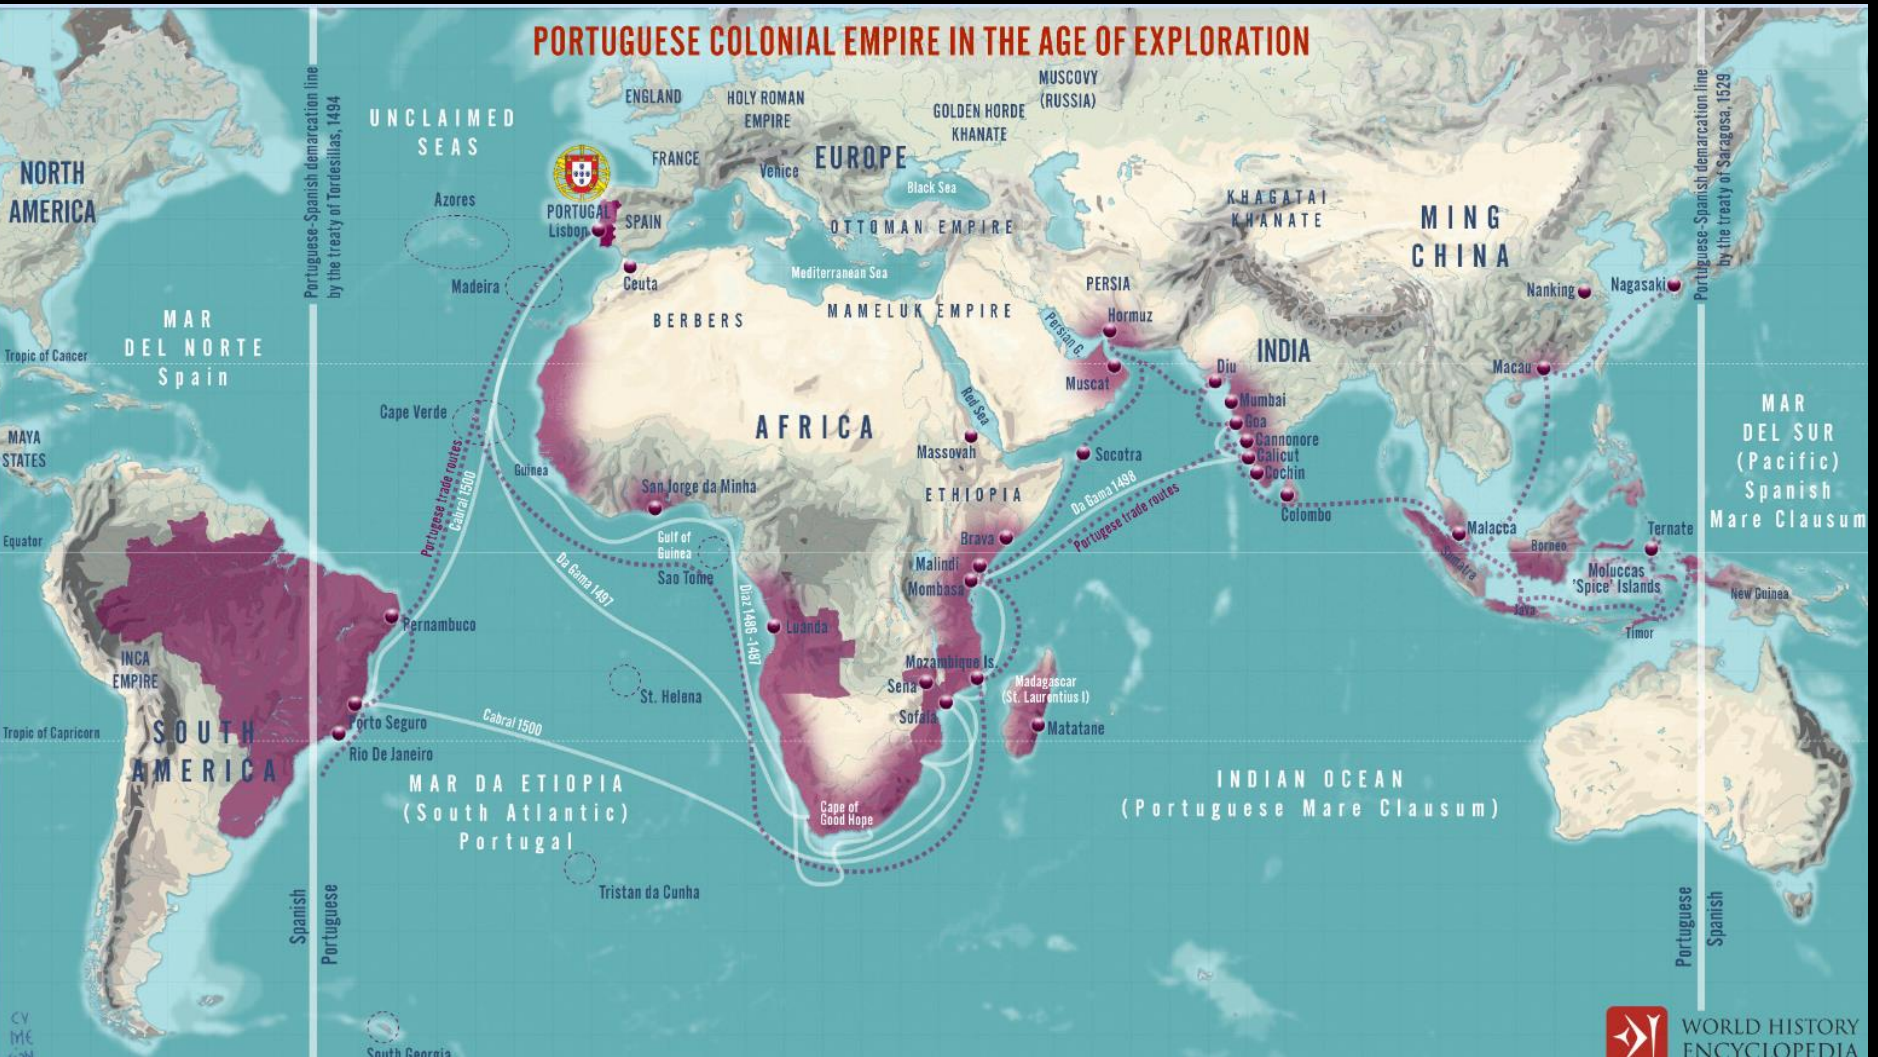 PORTUGUESE COLONIAL EMPIRE IN THE AGE OF EXPLORATION
Portuguese-Spanish demarcation line
by the treaty of Tordesillas, 1494
UNCLAIMED
SEAS
NORTH
AMERICA
MAR
DEL NORTE
Spain
Tropic of Cancer
MAYA
STATES
Equator
INCA
EMPIRE
Tropic of Capricorn
SOUTH
AMERICA
Pernambuco
Porto Seguro
Rio De Janeiro
Spanish
Portuguese
MAR DA ETIOPIA
(South Atlantic)
Portugal
Tristan da Cunha
South Georgia
St. Helena
Azores
Madeira
Cape Verde
Portugese trade routes
Cabral 1500
Cabral 1500
Da Gama 1497
Diaz 1486-1487
ENGLAND
HOLY ROMAN
EMPIRE
MUSCOVY
(RUSSIA)
GOLDEN HORDE
KHANATE
FRANCE
Venice
EUROPE
Black Sea
PORTUGAL
Lisbon
SPAIN
OTTOMAN EMPIRE
Mediterranean Sea
Ceuta
BERBERS
MAMELUK EMPIRE
AFRICA
Guinea
San Jorge da Minha
Gulf of
Guinea
Sao Tome
Luanda
Cape of
Good Hope
Red Sea
Massovah
ETHIOPIA
Brava
Malindi
Mombasa
Mozambique Is.
Sena
Sofala
Madagascar
(St. Laurentius I)
Matatane
PERSIA
Hormuz
Persian G.
Muscat
Socotra
Da Gama 1498
Portugese trade routes
KHAGATAI
KHANATE
MING
CHINA
INDIA
Diu
Mumbai
Goa
Cannonore
Calicut
Cochin
Colombo
Nanking
Nagasaki
Macau
Malacca
Sumatra
Borneo
Java
Ternate
Moluccas
'Spice' Islands
Timor
New Guinea
INDIAN OCEAN
(Portuguese Mare Clausum)
Portuguese-Spanish demarcation line
by the treaty of Saragosa, 1529
MAR
DEL SUR
(Pacific)
Spanish
Mare Clausum
Portuguese
Spanish
CY
ME
WORLD HISTORY
ENCYCLOPEDIA